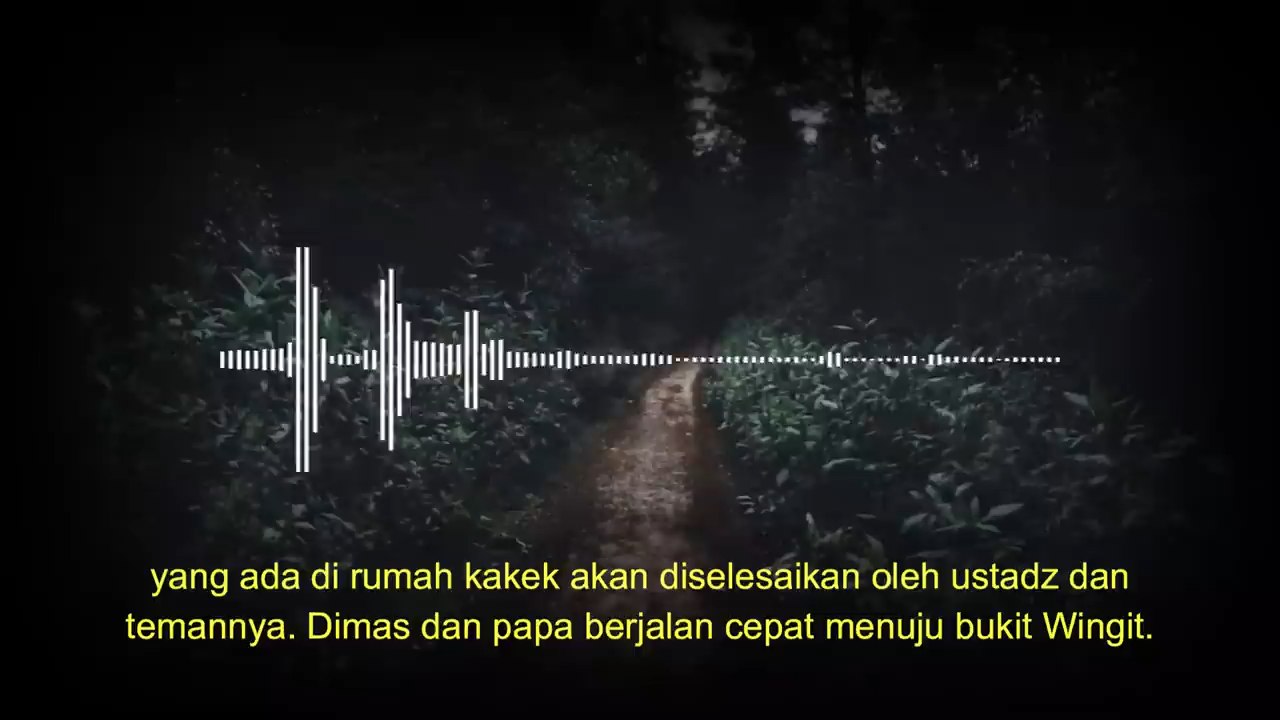 yang ada di rumah kakek akan diselesaikan oleh ustadz dan
temannya. Dimas dan papa berjalan cepat menuju bukit Wingit.